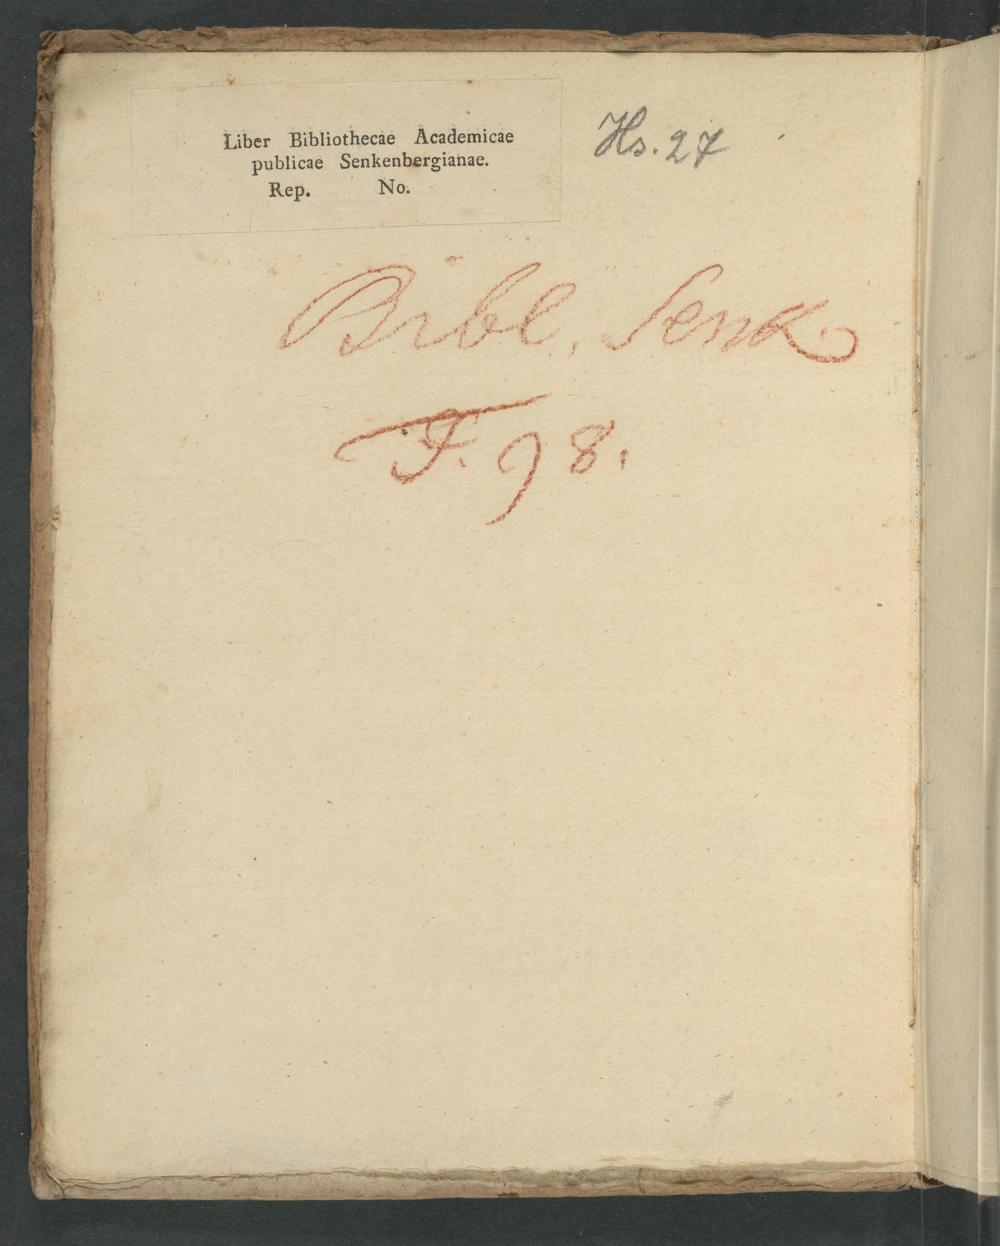 Liber Bibliothecae Academicae
publicae Senkenbergianae.
Rep. No.
Hs. 27
Bibl. Senk.
F. 98.